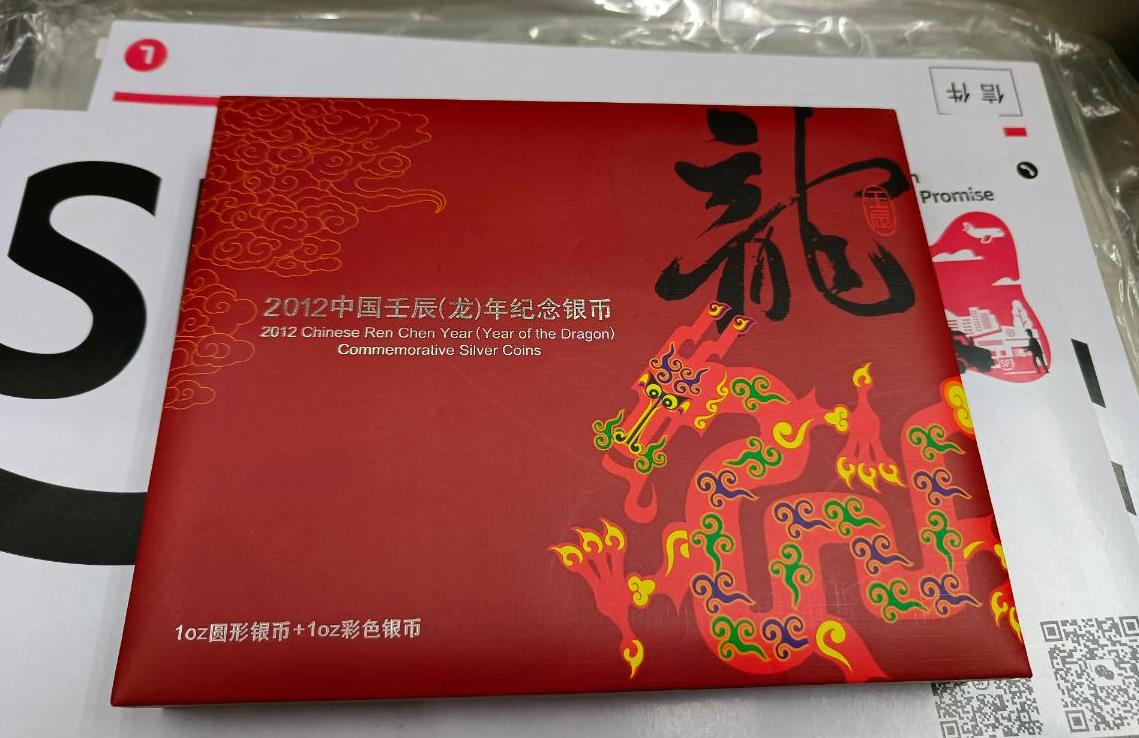 信件
S
Promise
龍
壬辰
2012中国壬辰(龙)年纪念银币
2012 Chinese Ren Chen Year (Year of the Dragon)
Commemorative Silver Coins
1oz圆形银币+1oz彩色银币